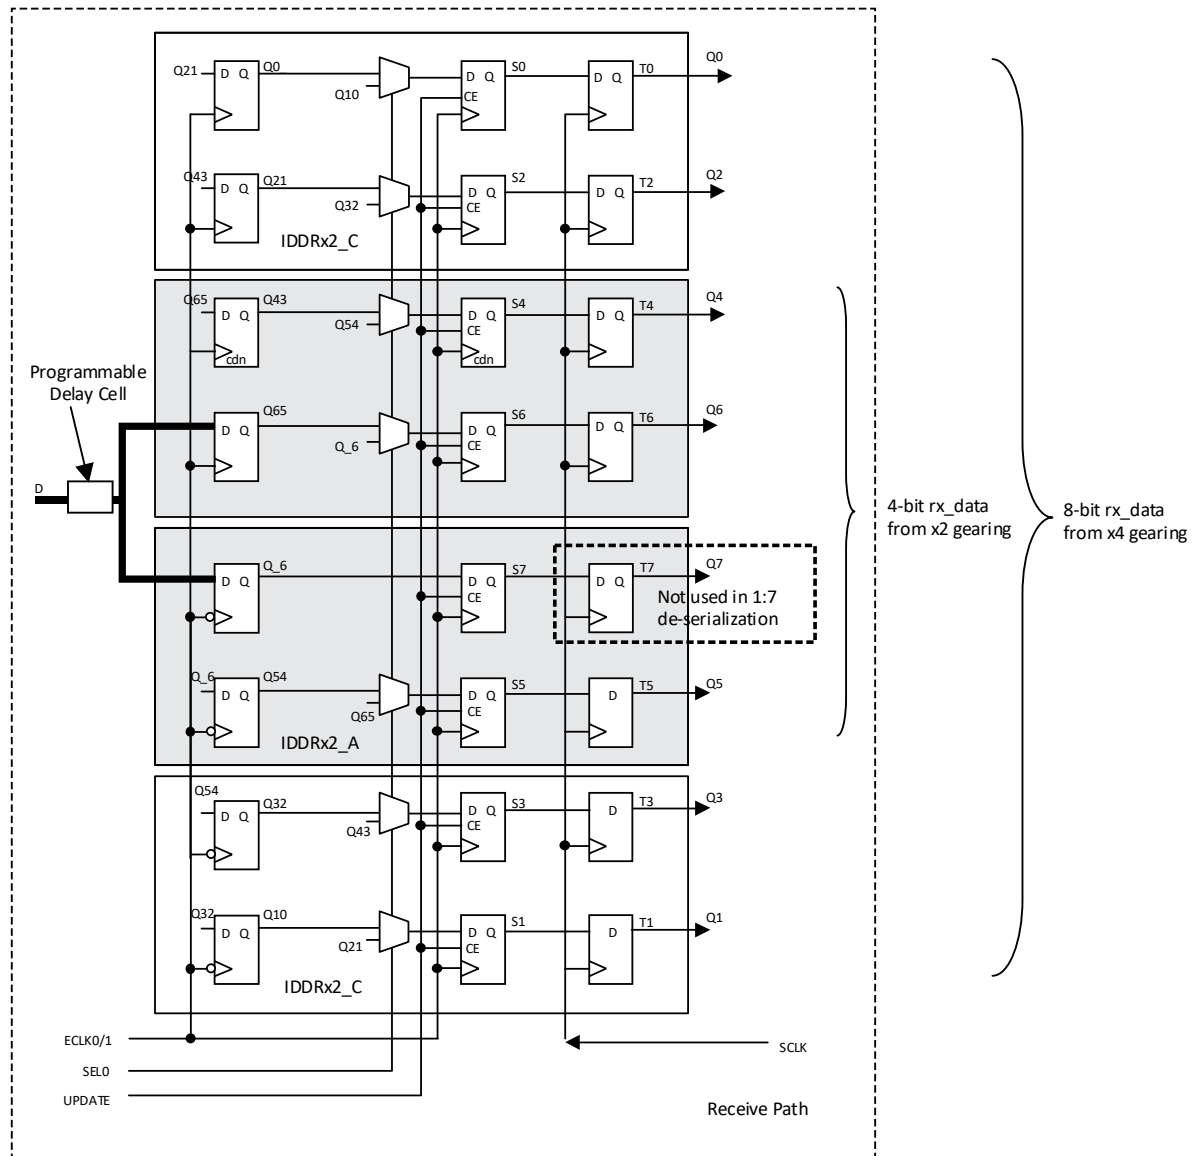 Q21 D Q Q0 Q10 D Q CE S0 D Q T0 Q0
Q43 D Q Q21 Q32 D Q CE S2 D Q T2 Q2
IDDRx2_C
Q65 D Q cdn Q43 Q54 D Q CE cdn S4 D Q T4 Q4
Programmable
Delay Cell
D Q Q65 Q_6 D Q CE S6 D Q T6 Q6
D
4-bit rx_data
from x2 gearing
8-bit rx_data
from x4 gearing
D Q Q_6 D Q CE S7 D Q T7 Q7
Not used in 1:7
de-serialization
Q_6 D Q Q54 Q65 D Q CE S5 D T5 Q5
IDDRx2_A
Q54 D Q Q32 Q43 D Q CE S3 D T3 Q3
Q32 D Q Q10 Q21 D Q CE S1 D T1 Q1
IDDRx2_C
ECLK0/1
SCLK
SEL0
UPDATE
Receive Path